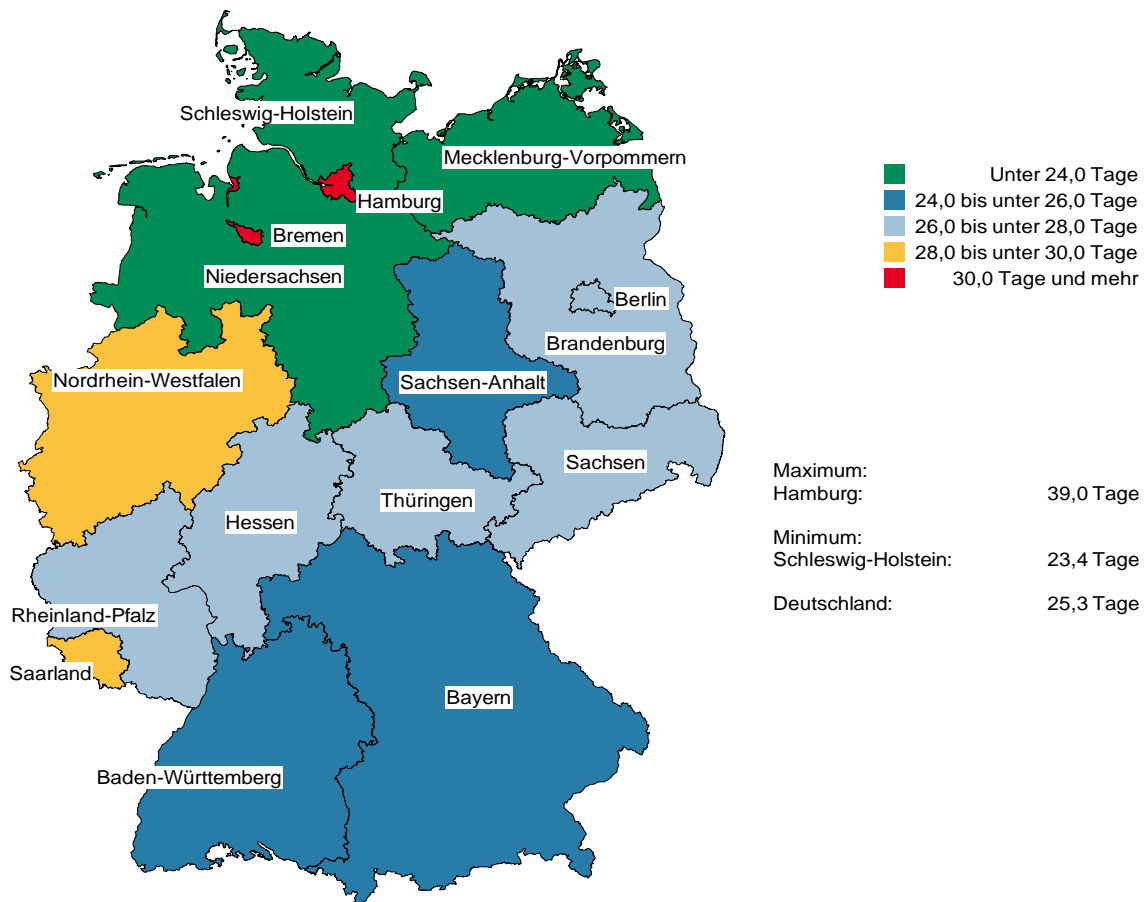 Schleswig-Holstein
Mecklenburg-Vorpommern
Hamburg
Bremen
Niedersachsen
Berlin
Brandenburg
Nordrhein-Westfalen
Sachsen-Anhalt
Sachsen
Thüringen
Hessen
Rheinland-Pfalz
Saarland
Bayern
Baden-Württemberg
Unter 24,0 Tage
24,0 bis unter 26,0 Tage
26,0 bis unter 28,0 Tage
28,0 bis unter 30,0 Tage
30,0 Tage und mehr
Maximum:
Hamburg: 39,0 Tage
Minimum:
Schleswig-Holstein: 23,4 Tage
Deutschland: 25,3 Tage